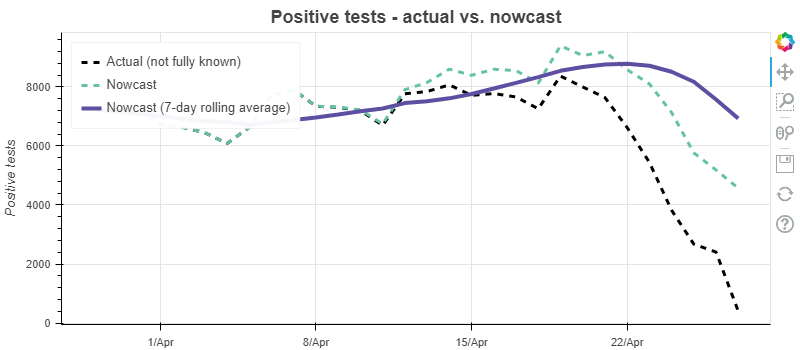 Positive tests - actual vs. nowcast
Actual (not fully known)
Nowcast
Nowcast (7-day rolling average)
Positive tests
8000
6000
4000
2000
0
1/Apr
8/Apr
15/Apr
22/Apr